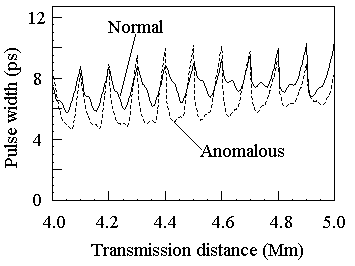 12
Normal
8
Pulse width (ps)
4
Anomalous
0
4.0 4.2 4.4 4.6 4.8 5.0
Transmission distance (Mm)